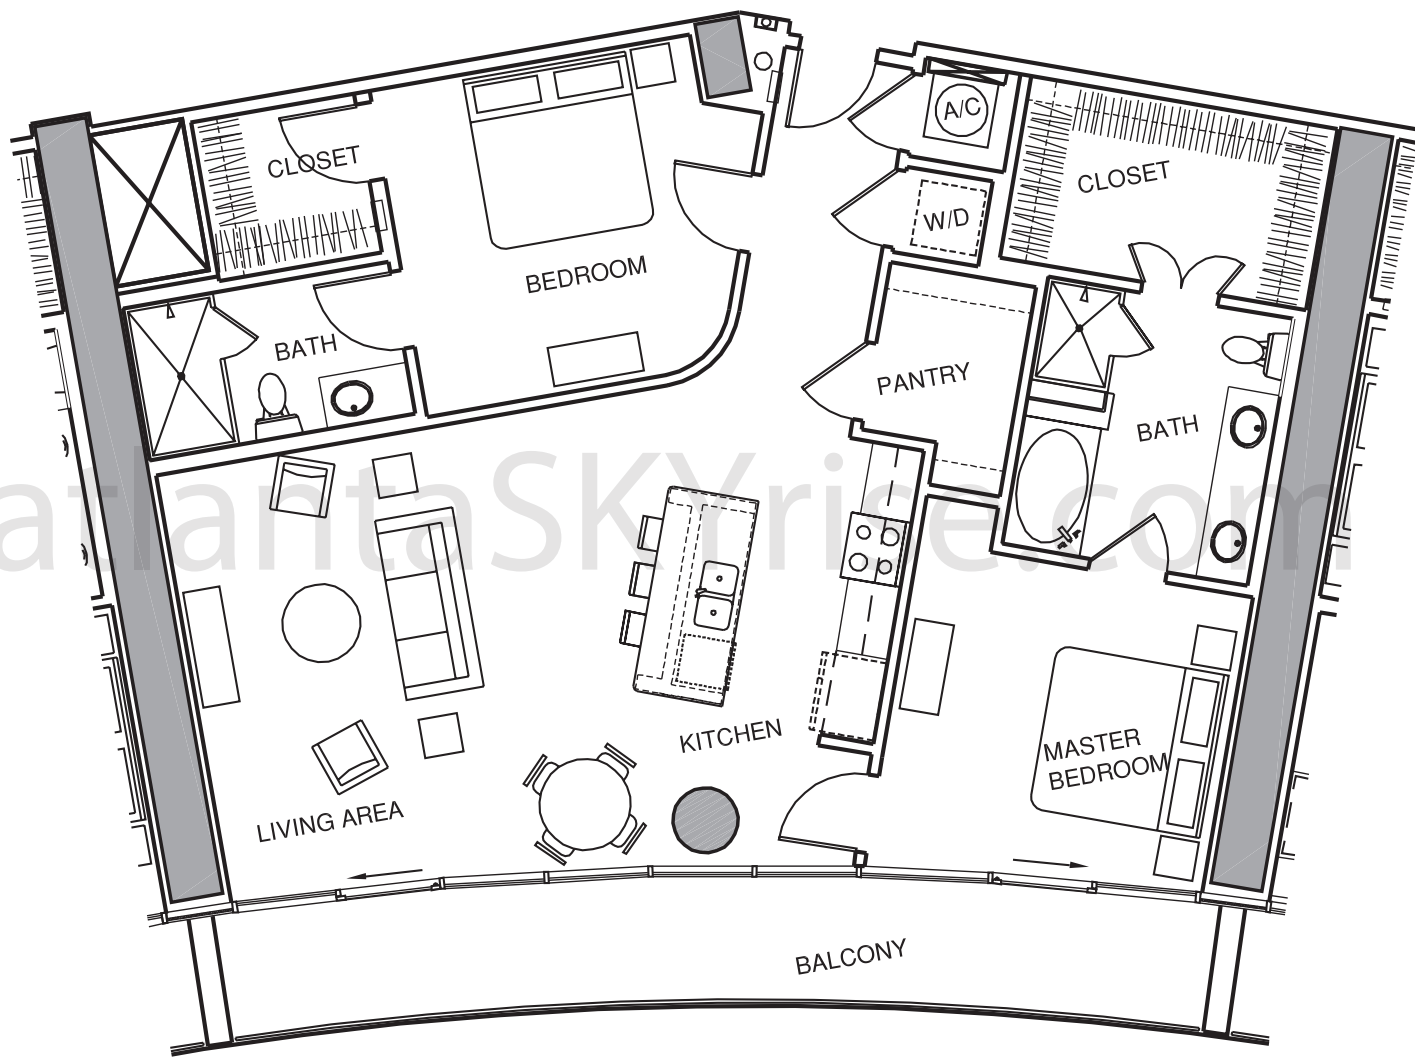 A/C
CLOSET
CLOSET
W/D
BEDROOM
BATH
PANTRY
BATH
atlantaSKYrise.com
KITCHEN
MASTER
BEDROOM
LIVING AREA
BALCONY